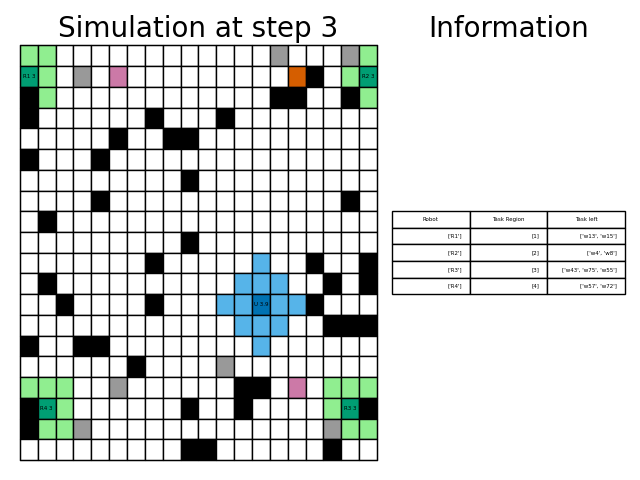 Simulation at step 3
Information
R1 3
R2 3
Robot Task Region Task left
['R1'] [1] ['w13', 'w15']
['R2'] [2] ['w4', 'w8']
['R3'] [3] ['w43', 'w75', 'w55']
['R4'] [4] ['w57', 'w72']
U 3 9
R4 3
R3 3